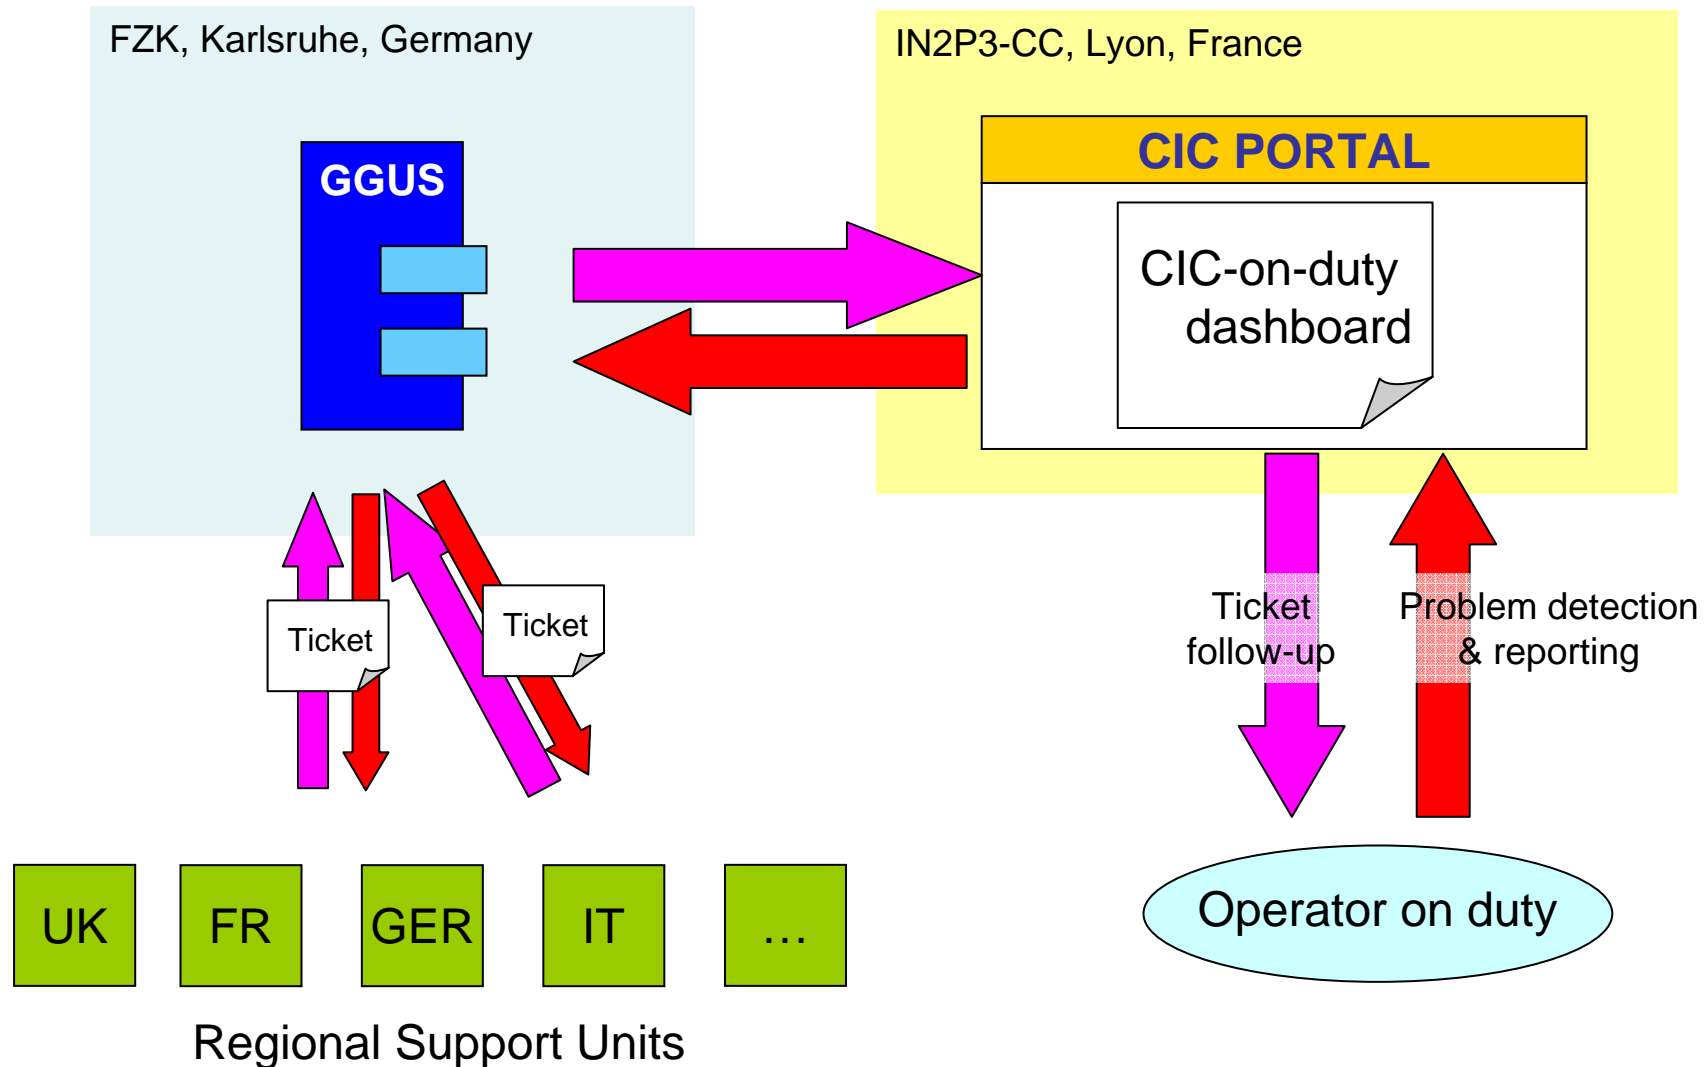 FZK, Karlsruhe, Germany
IN2P3-CC, Lyon, France
GGUS
CIC PORTAL
CIC-on-duty
dashboard
Ticket
Ticket
Ticket
follow-up
Problem detection
& reporting
UK
FR
GER
IT
…
Operator on duty
Regional Support Units